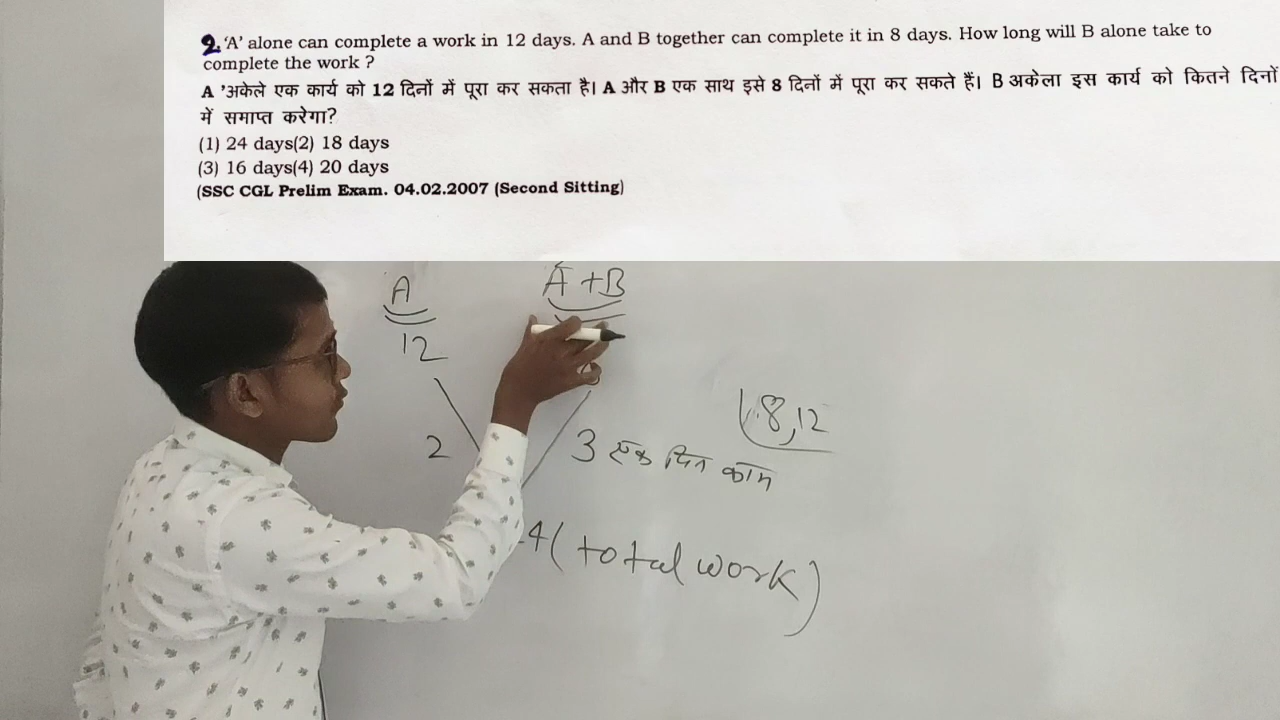 2. 'A' alone can complete a work in 12 days. A and B together can complete it in 8 days. How long will B alone take to
complete the work ?
A 'अकेले एक कार्य को 12 दिनों में पूरा कर सकता है। A और B एक साथ इसे 8 दिनों में पूरा कर सकते हैं। B अकेला इस कार्य को कितने दिनों
में समाप्त करेगा?
(1) 24 days(2) 18 days
(3) 16 days(4) 20 days
(SSC CGL Prelim Exam. 04.02.2007 (Second Sitting)
A A+B
12
8,12
2 3 एक दिन काम
4 (total work)